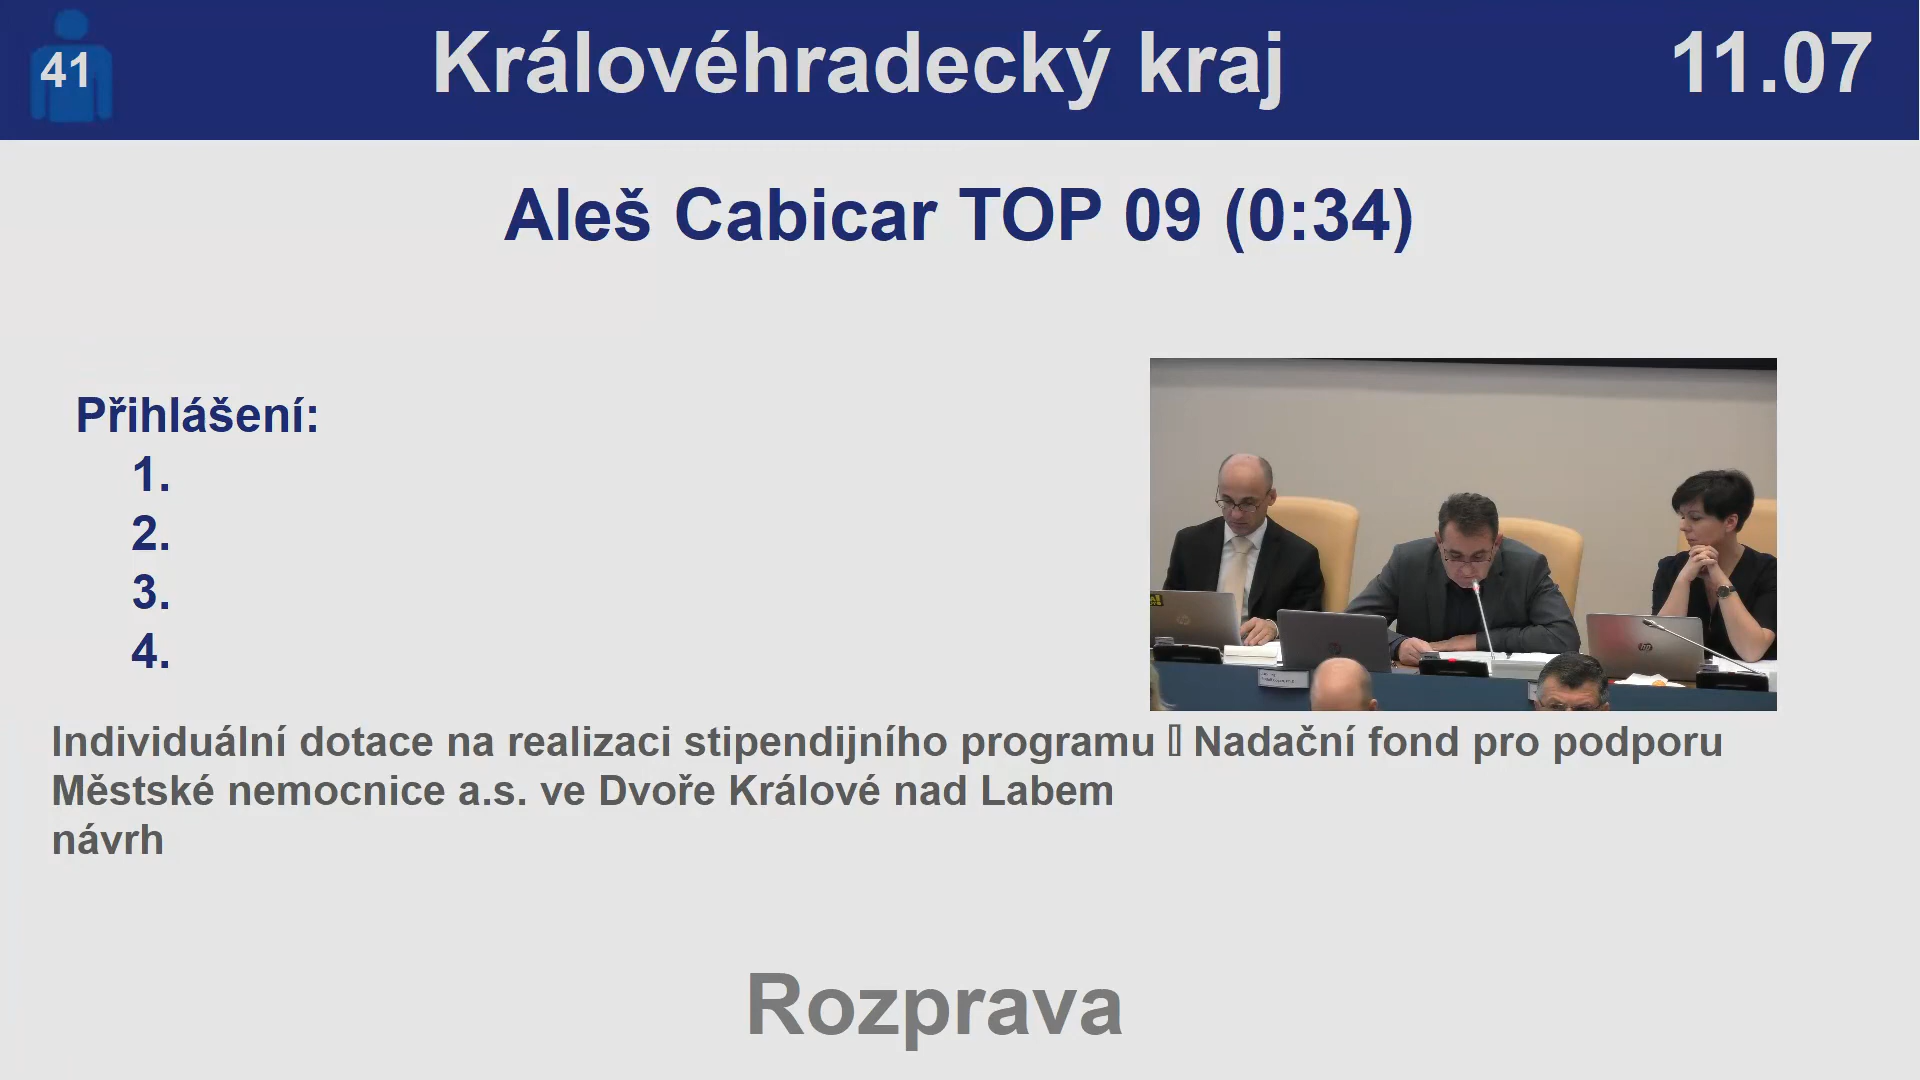 41
Královéhradecký kraj
11.07
Aleš Cabicar TOP 09 (0:34)
Přihlášení:
1.
2.
3.
4.
Individuální dotace na realizaci stipendijního programu ▯ Nadační fond pro podporu
Městské nemocnice a.s. ve Dvoře Králové nad Labem
návrh
Rozprava